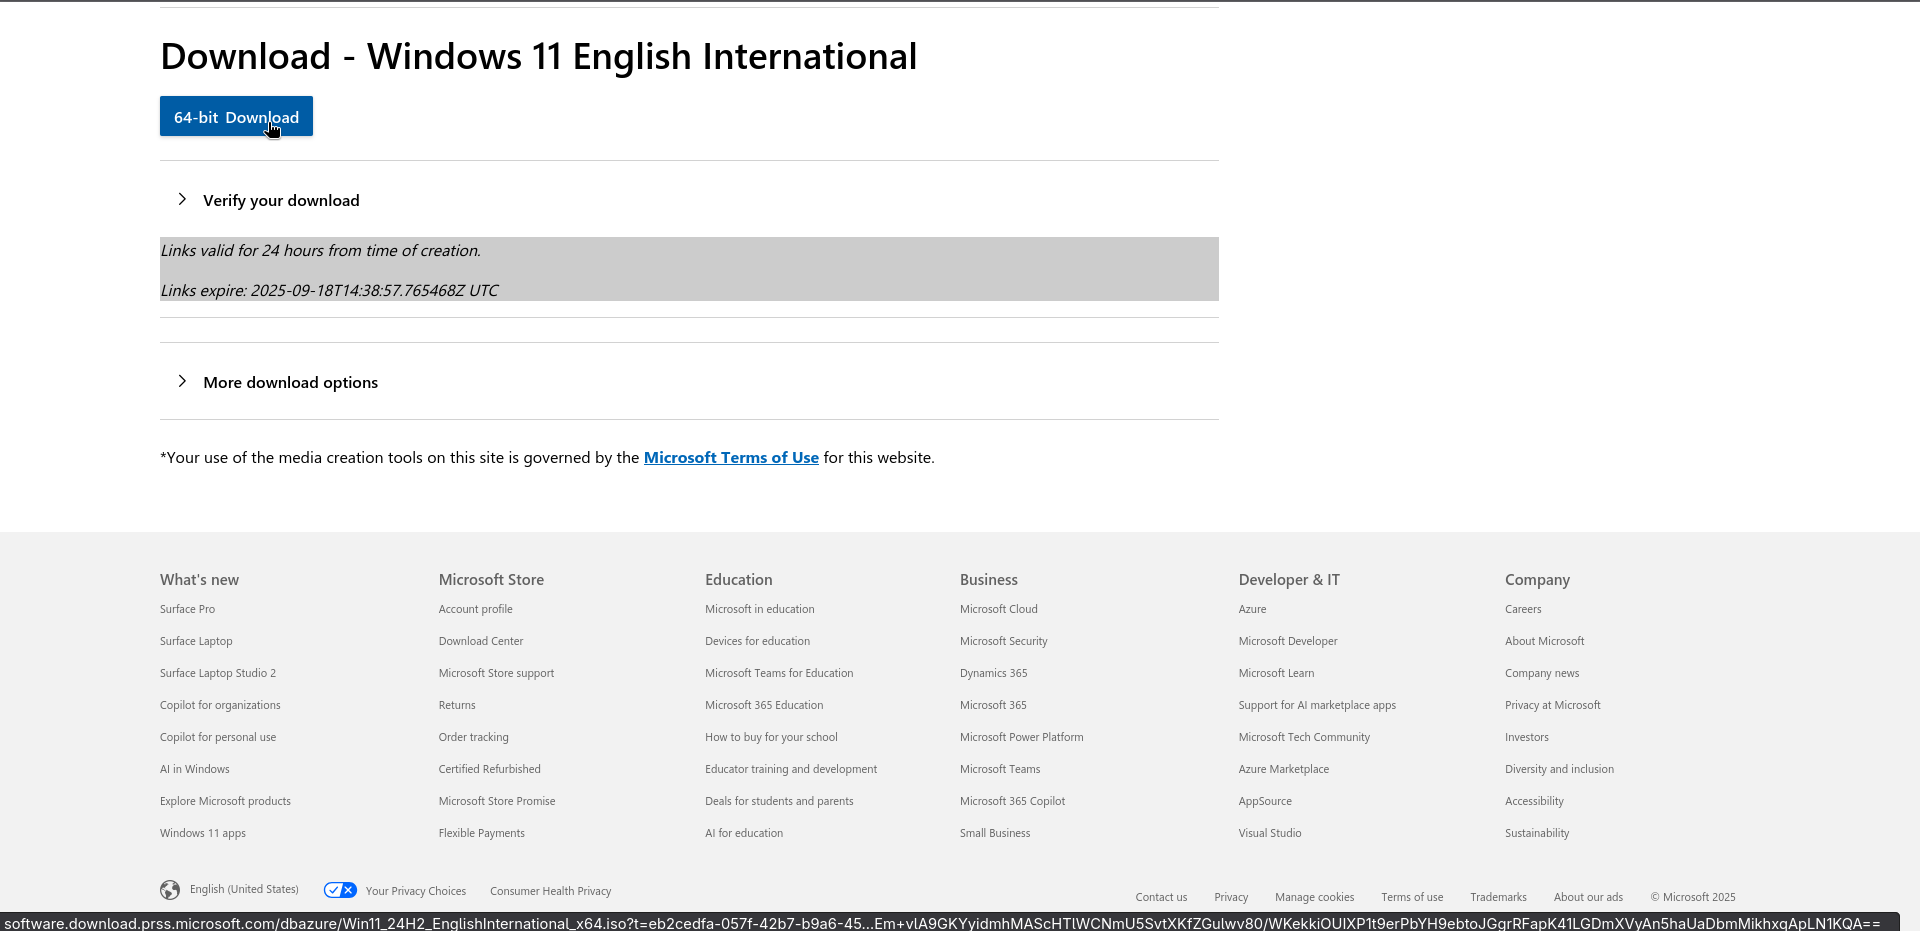 Download - Windows 11 English International
64-bit Download
Verify your download
Links valid for 24 hours from time of creation.
Links expire: 2025-09-18T14:38:57.765468Z UTC
More download options
*Your use of the media creation tools on this site is governed by the Microsoft Terms of Use for this website.
What's new
Surface Pro
Surface Laptop
Surface Laptop Studio 2
Copilot for organizations
Copilot for personal use
AI in Windows
Explore Microsoft products
Windows 11 apps
Microsoft Store
Account profile
Download Center
Microsoft Store support
Returns
Order tracking
Certified Refurbished
Microsoft Store Promise
Flexible Payments
Education
Microsoft in education
Devices for education
Microsoft Teams for Education
Microsoft 365 Education
How to buy for your school
Educator training and development
Deals for students and parents
AI for education
Business
Microsoft Cloud
Microsoft Security
Dynamics 365
Microsoft 365
Microsoft Power Platform
Microsoft Teams
Microsoft 365 Copilot
Small Business
Developer & IT
Azure
Microsoft Developer
Microsoft Learn
Support for AI marketplace apps
Microsoft Tech Community
Azure Marketplace
AppSource
Visual Studio
Company
Careers
About Microsoft
Company news
Privacy at Microsoft
Investors
Diversity and inclusion
Accessibility
Sustainability
English (United States)
Your Privacy Choices
Consumer Health Privacy
Contact us
Privacy
Manage cookies
Terms of use
Trademarks
About our ads
© Microsoft 2025
software.download.prss.microsoft.com/dbazure/Win11_24H2_EnglishInternational_x64.iso?t=eb2cedfa-057f-42b7-b9a6-45...Em+vlA9GKYyidmhMAScHTlWCNmU5SvtXKfZGulwv80/WKekkiOUIXP1t9erPbYH9ebtoJGgrRFapK41LGDmXVyAn5haUaDbmMikhxqApLN1KQA==